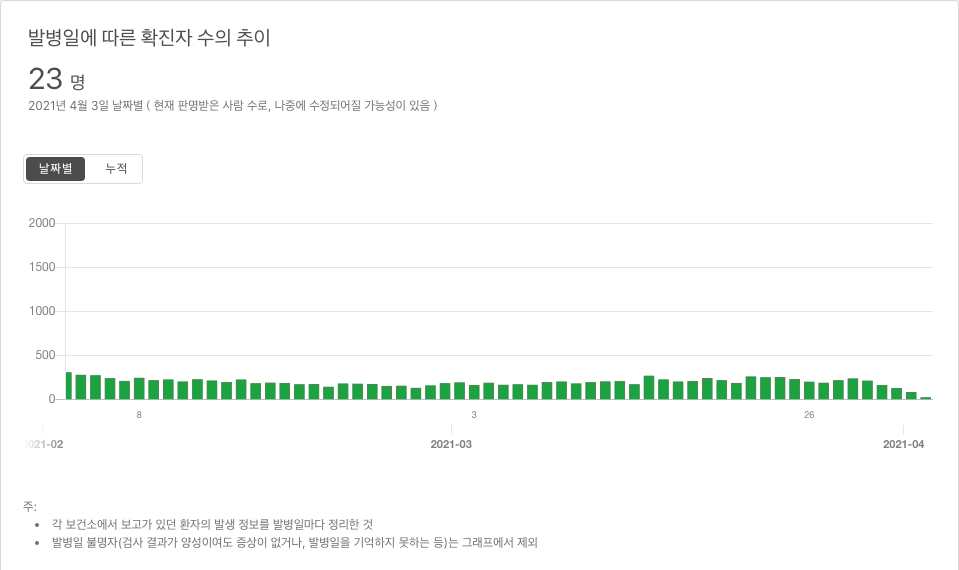 발병일에 따른 확진자 수의 추이
23 명
2021년 4월 3일 날짜별 ( 현재 판명받은 사람 수로, 나중에 수정되어질 가능성이 있음 )
날짜별 누적
2000
1500
1000
500
0
8 3 26
2021-02 2021-03 2021-04
주:
• 각 보건소에서 보고가 있던 환자의 발생 정보를 발병일마다 정리한 것
• 발병일 불명자(검사 결과가 양성이여도 증상이 없거나, 발병일을 기억하지 못하는 등)는 그래프에서 제외